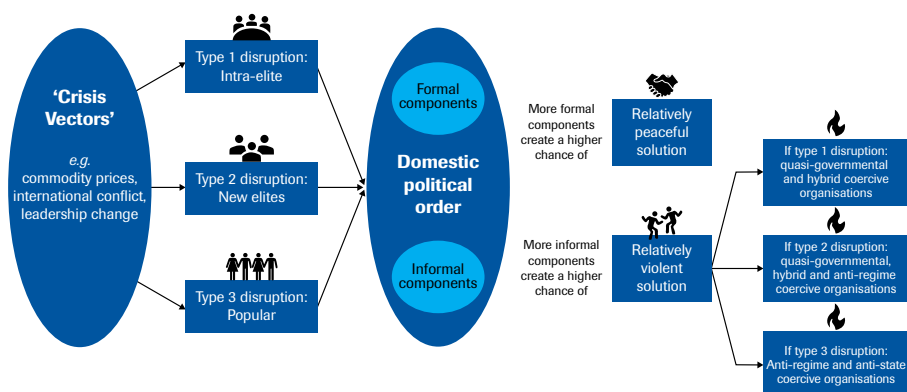 ‘Crisis
Vectors’
e.g.
commodity prices,
international conflict,
leadership change
Type 1 disruption:
Intra-elite
Type 2 disruption:
New elites
Type 3 disruption:
Popular
Formal
components
Domestic
political
order
Informal
components
More formal
components
create a higher
chance of
Relatively
peaceful
solution
More informal
components
create a higher
chance of
Relatively
violent
solution
If type 1 disruption:
quasi-governmental
and hybrid coercive
organisations
If type 2 disruption:
quasi-governmental,
hybrid and anti-regime
coercive organisations
If type 3 disruption:
Anti-regime and anti-state
coercive organisations